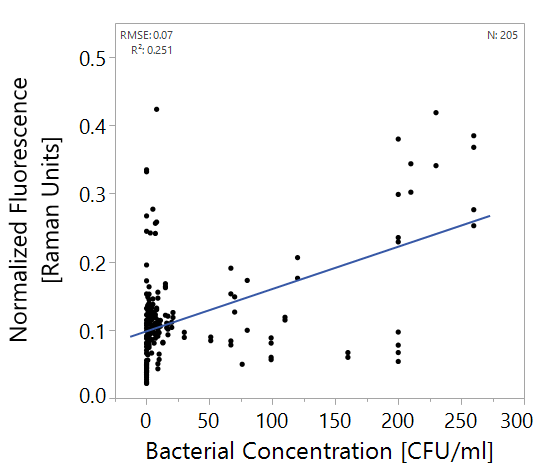 RMSE: 0.07
R²: 0.251
N: 205
0.5
0.4
0.3
0.2
0.1
0.0
Normalized Fluorescence
[Raman Units]
0 50 100 150 200 250 300
Bacterial Concentration [CFU/ml]